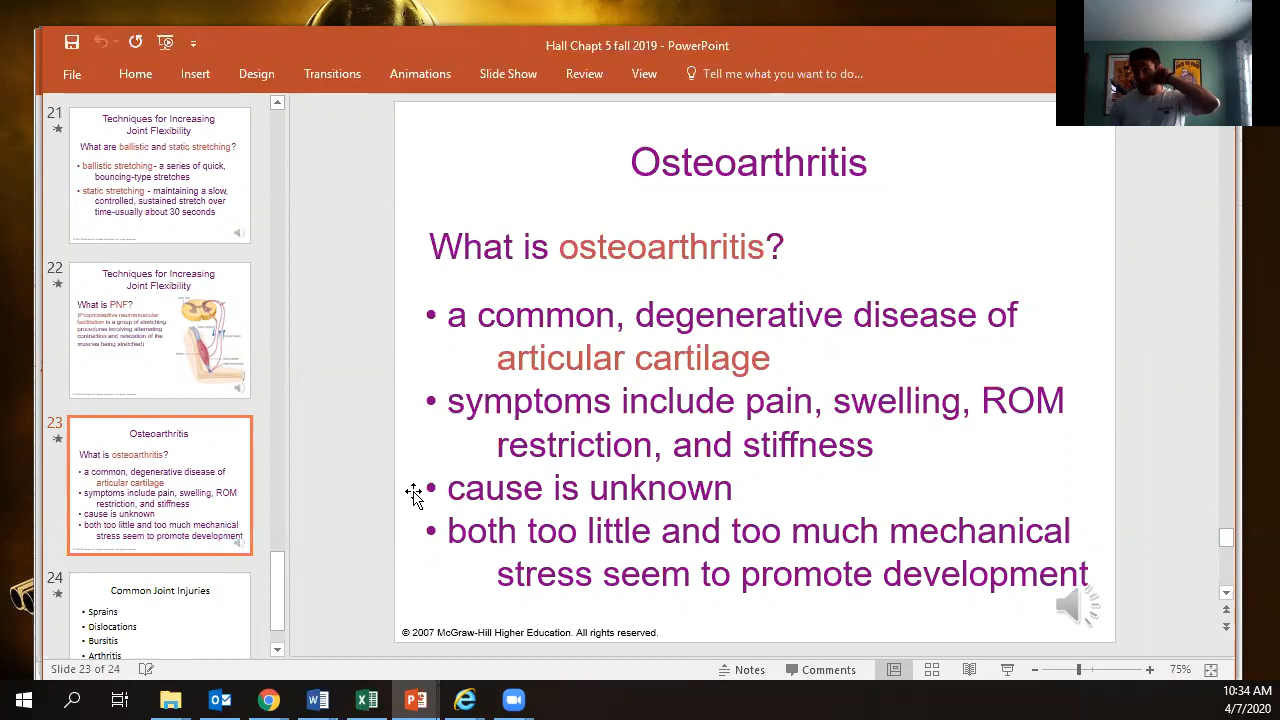 Hall Chapt 5 fall 2019 - PowerPoint
File Home Insert Design Transitions Animations Slide Show Review View Tell me what you want to do...
21
Techniques for Increasing
Joint Flexibility
What are ballistic and static stretching?
• ballistic stretching- a series of quick,
bouncing-type stretches
• static stretching - maintaining a slow,
controlled, sustained stretch over
time-usually about 30 seconds
22
Techniques for Increasing
Joint Flexibility
What is PNF?
(Proprioceptive neuromuscular
facilitation is a group of stretching
procedures involving alternating
contraction and relaxation of the
muscles being stretched)
23
Osteoarthritis
What is osteoarthritis?
• a common, degenerative disease of
articular cartilage
• symptoms include pain, swelling, ROM
restriction, and stiffness
• cause is unknown
• both too little and too much mechanical
stress seem to promote development
24
Common Joint Injuries
• Sprains
• Dislocations
• Bursitis
• Arthritis
Osteoarthritis
What is osteoarthritis?
• a common, degenerative disease of
articular cartilage
• symptoms include pain, swelling, ROM
restriction, and stiffness
• cause is unknown
• both too little and too much mechanical
stress seem to promote development
© 2007 McGraw-Hill Higher Education. All rights reserved.
Slide 23 of 24 Notes Comments 75%
10:34 AM
4/7/2020